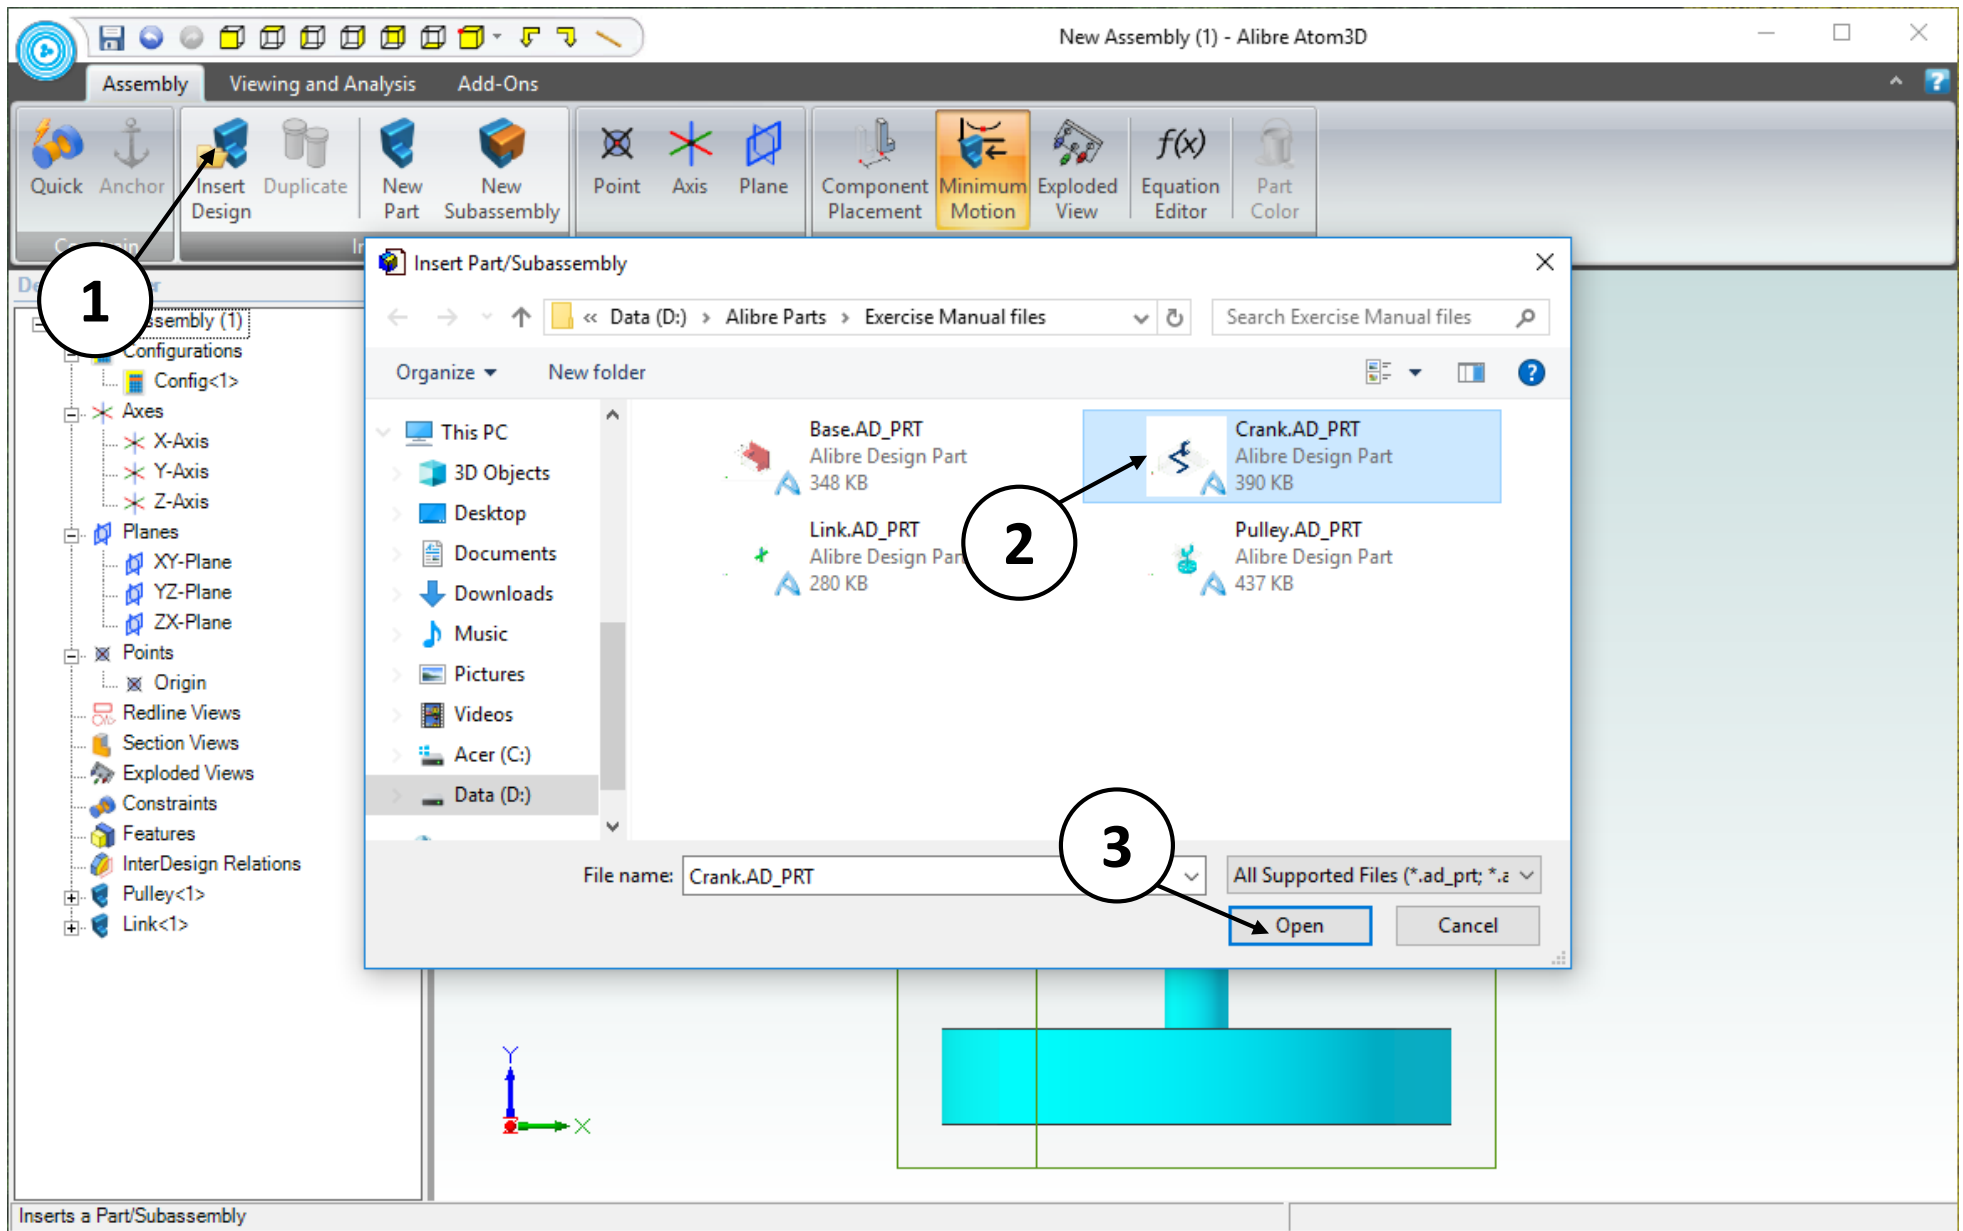 New Assembly (1) - Alibre Atom3D
Assembly Viewing and Analysis Add-Ons
Quick Anchor Insert Design Duplicate New Part New Subassembly Point Axis Plane Component Placement Minimum Motion Exploded View f(x) Equation Editor Part Color
1
Insert Part/Subassembly
« Data (D:) › Alibre Parts › Exercise Manual files
Search Exercise Manual files
Organize New folder
(1)
Configurations
Config<1>
Axes
X-Axis
Y-Axis
Z-Axis
Planes
XY-Plane
YZ-Plane
ZX-Plane
Points
Origin
Redline Views
Section Views
Exploded Views
Constraints
Features
InterDesign Relations
Pulley<1>
Link<1>
This PC
3D Objects
Desktop
Documents
Downloads
Music
Pictures
Videos
Acer (C:)
Data (D:)
Base.AD_PRT
Alibre Design Part
348 KB
Crank.AD_PRT
Alibre Design Part
390 KB
Link.AD_PRT
Alibre Design
280 KB
Pulley.AD_PRT
Alibre Design Part
437 KB
2
3
File name: Crank.AD_PRT
All Supported Files (*.ad_prt; *.a
Open Cancel
Y
X
Inserts a Part/Subassembly